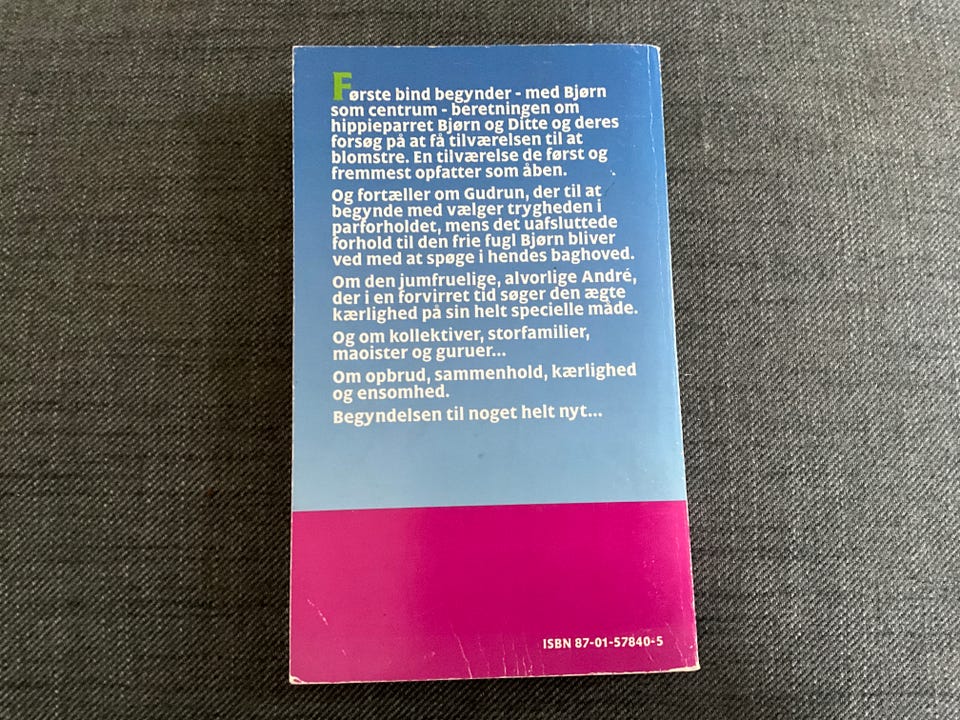 Første bind begynder - med Bjørn
som centrum - beretningen om
hippieparret Bjørn og Ditte og deres
forsøg på at få tilværelsen til at
blomstre. En tilværelse de først og
fremmest opfatter som åben.
Og fortæller om Gudrun, der til at
begynde med vælger trygheden i
parforholdet, mens det uafsluttede
forhold til den frie fugl Bjørn bliver
ved med at spøge i hendes baghoved.
Om den jumfruelige, alvorlige André,
der i en forvirret tid søger den ægte
kærlighed på sin helt specielle måde.
Og om kollektiver, storfamilier,
maoister og guruer...
Om opbrud, sammenhold, kærlighed
og ensomhed.
Begyndelsen til noget helt nyt...
ISBN 87-01-57840-5